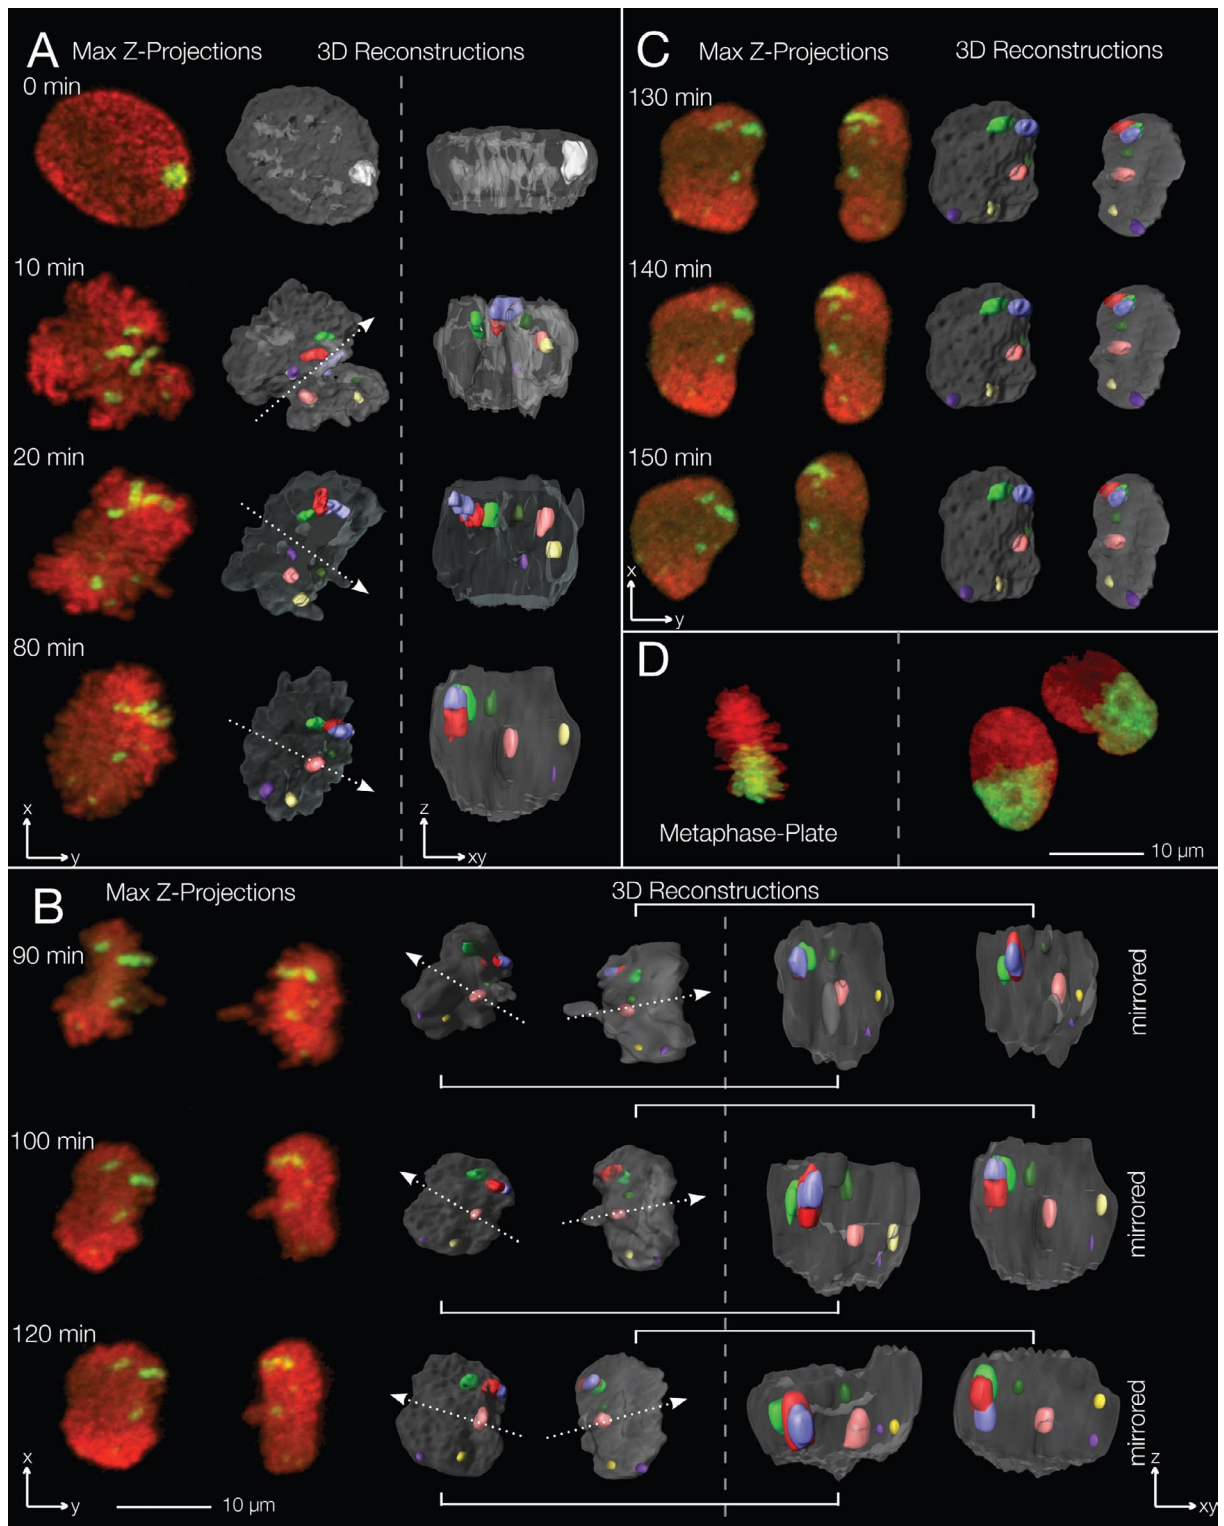 A
Max Z-Projections
3D Reconstructions
0 min
10 min
20 min
80 min
x
y
z
xy
C
Max Z-Projections
3D Reconstructions
130 min
140 min
150 min
x
y
D
Metaphase-Plate
10 µm
B
Max Z-Projections
3D Reconstructions
90 min
mirrored
100 min
mirrored
120 min
mirrored
x
y
10 µm
z
xy